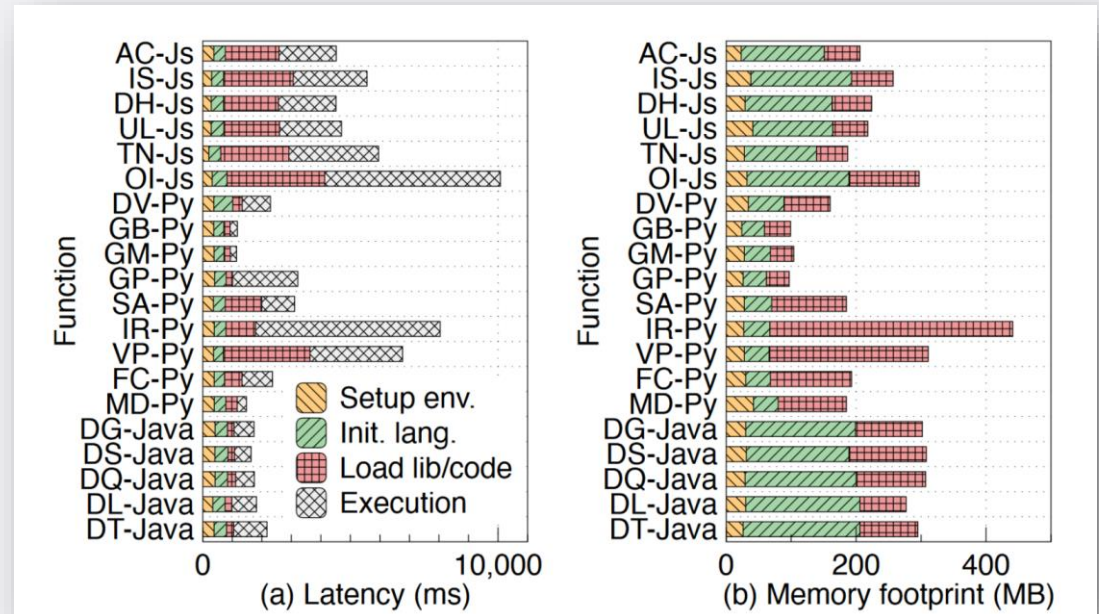 Function
AC-Js
IS-Js
DH-Js
UL-Js
TN-Js
OI-Js
DV-Py
GB-Py
GM-Py
GP-Py
SA-Py
IR-Py
VP-Py
FC-Py
MD-Py
DG-Java
DS-Java
DQ-Java
DL-Java
DT-Java
Setup env.
Init. lang.
Load lib/code
Execution
0 10,000
(a) Latency (ms)
Function
AC-Js
IS-Js
DH-Js
UL-Js
TN-Js
OI-Js
DV-Py
GB-Py
GM-Py
GP-Py
SA-Py
IR-Py
VP-Py
FC-Py
MD-Py
DG-Java
DS-Java
DQ-Java
DL-Java
DT-Java
0 200 400
(b) Memory footprint (MB)